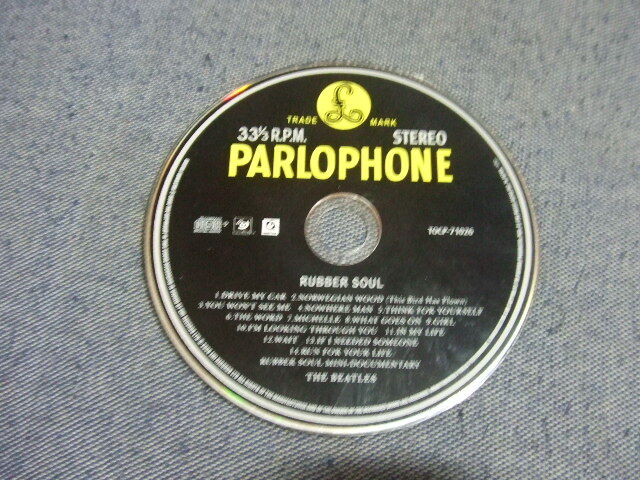 £
TRADE MARK
33⅓ R.P.M. STEREO
PARLOPHONE
TOCP-71026
RUBBER SOUL
1.DRIVE MY CAR 2.NORWEGIAN WOOD (This Bird Has Flown)
3.YOU WON'T SEE ME 4.NOWHERE MAN 5.THINK FOR YOURSELF
6.THE WORD 7.MICHELLE 8.WHAT GOES ON 9.GIRL
10.I'M LOOKING THROUGH YOU 11.IN MY LIFE
12.WAIT 13.IF I NEEDED SOMEONE
14.RUN FOR YOUR LIFE
RUBBER SOUL MINI-DOCUMENTARY
THE BEATLES